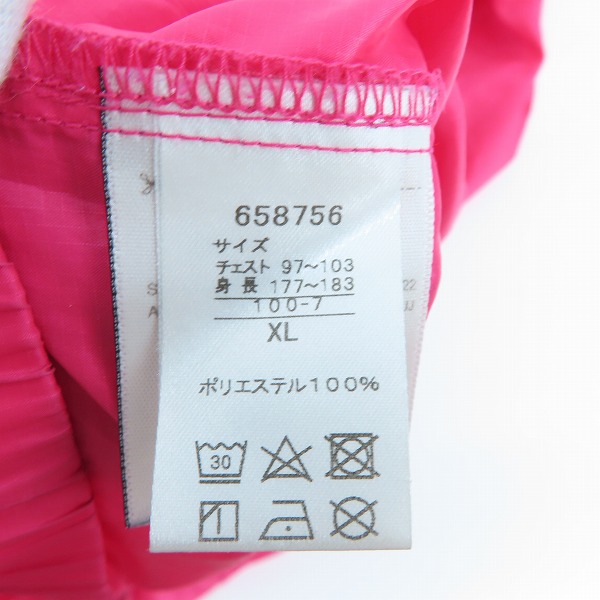 658756
サイズ
チェスト 97～103
身長 177～183
100-7
XL
ポリエステル100%
30